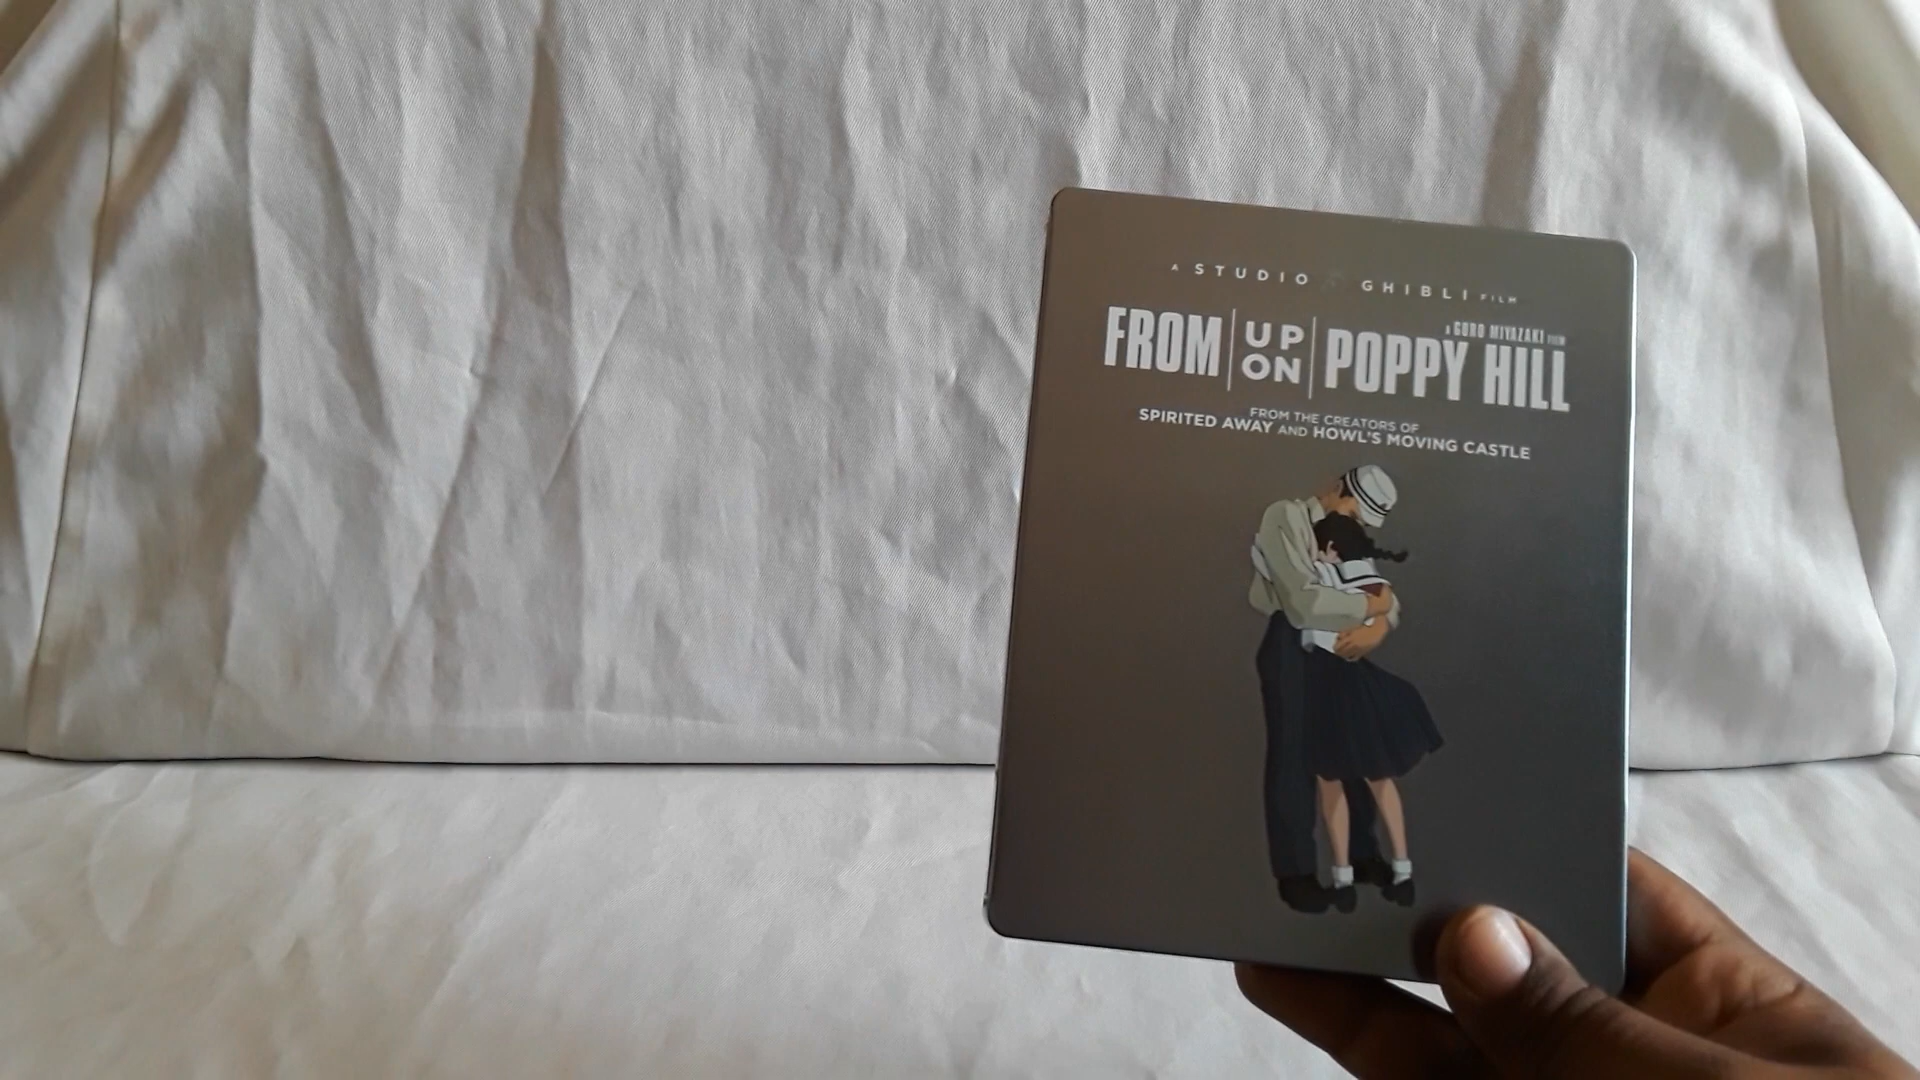 A STUDIO GHIBLI FILM
A GORO MIYAZAKI FILM
FROM UP ON POPPY HILL
FROM THE CREATORS OF
SPIRITED AWAY AND HOWL'S MOVING CASTLE